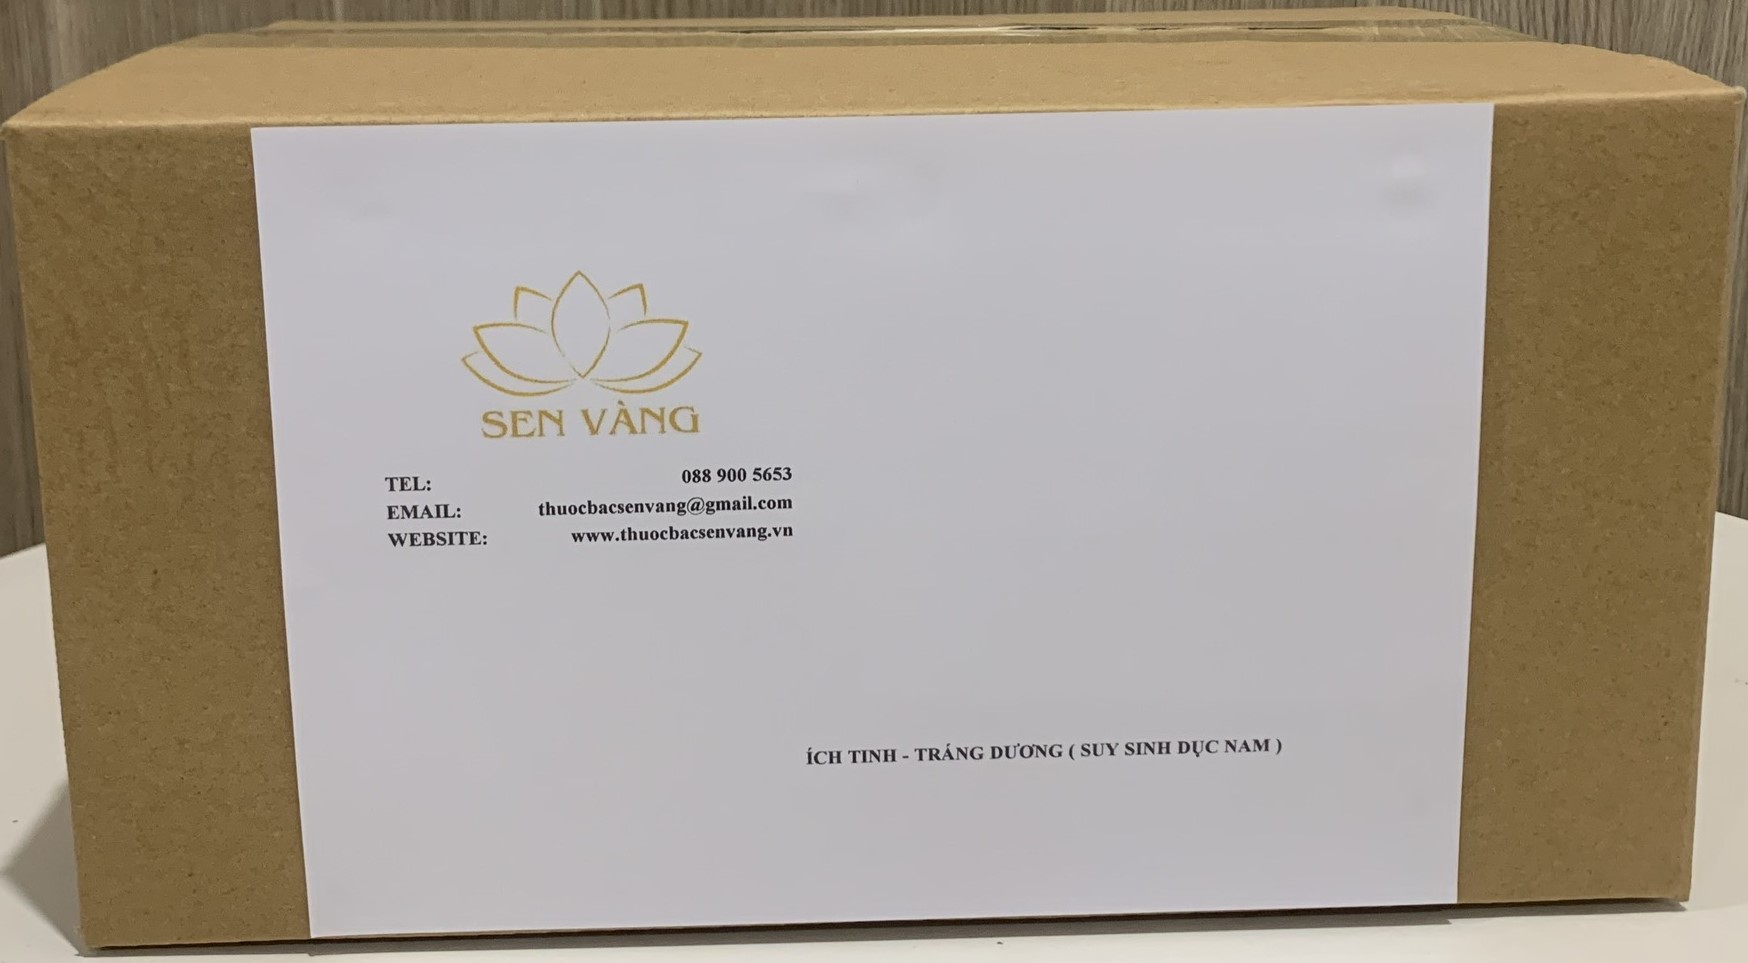 SEN VÀNG
TEL: 088 900 5653
EMAIL: thuocbacsenvang@gmail.com
WEBSITE: www.thuocbacsenvang.vn
ÍCH TINH - TRÁNG DƯƠNG ( SUY SINH DỤC NAM )